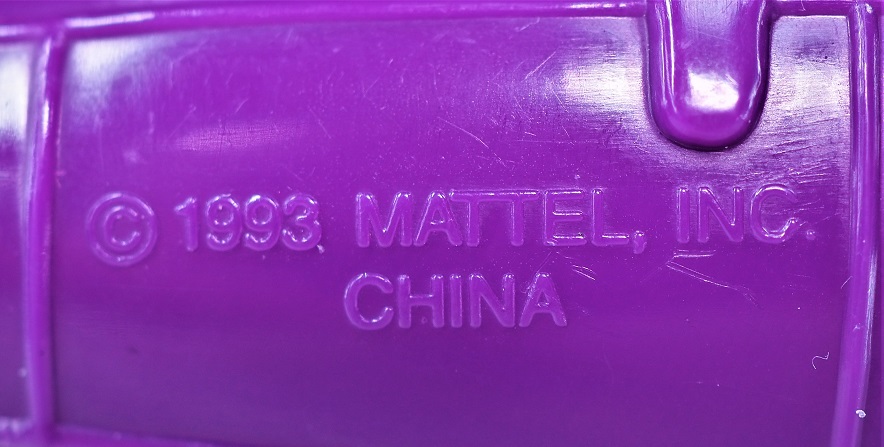 © 1993 MATTEL, INC.
CHINA